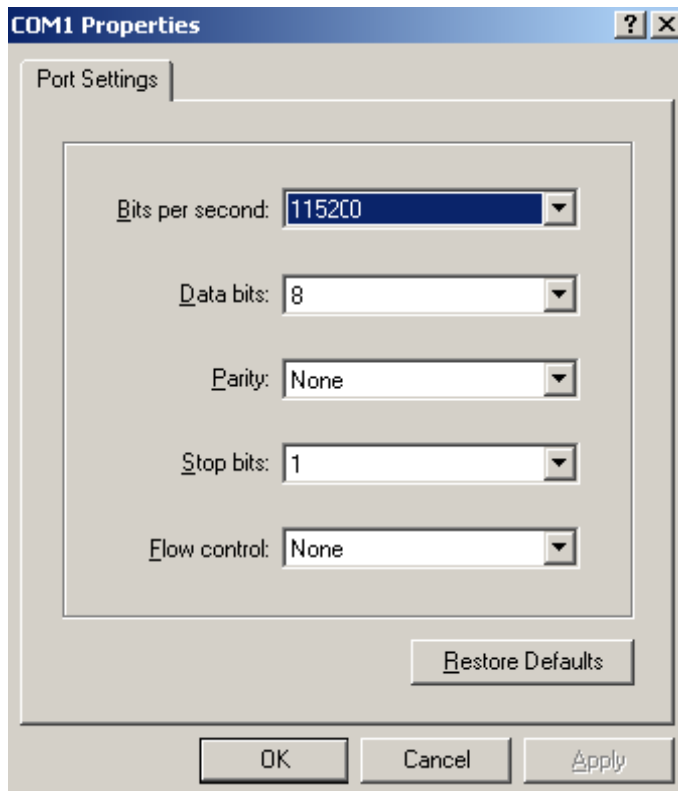 COM1 Properties ? X
Port Settings
Bits per second: 115200
Data bits: 8
Parity: None
Stop bits: 1
Flow control: None
Restore Defaults
OK Cancel Apply